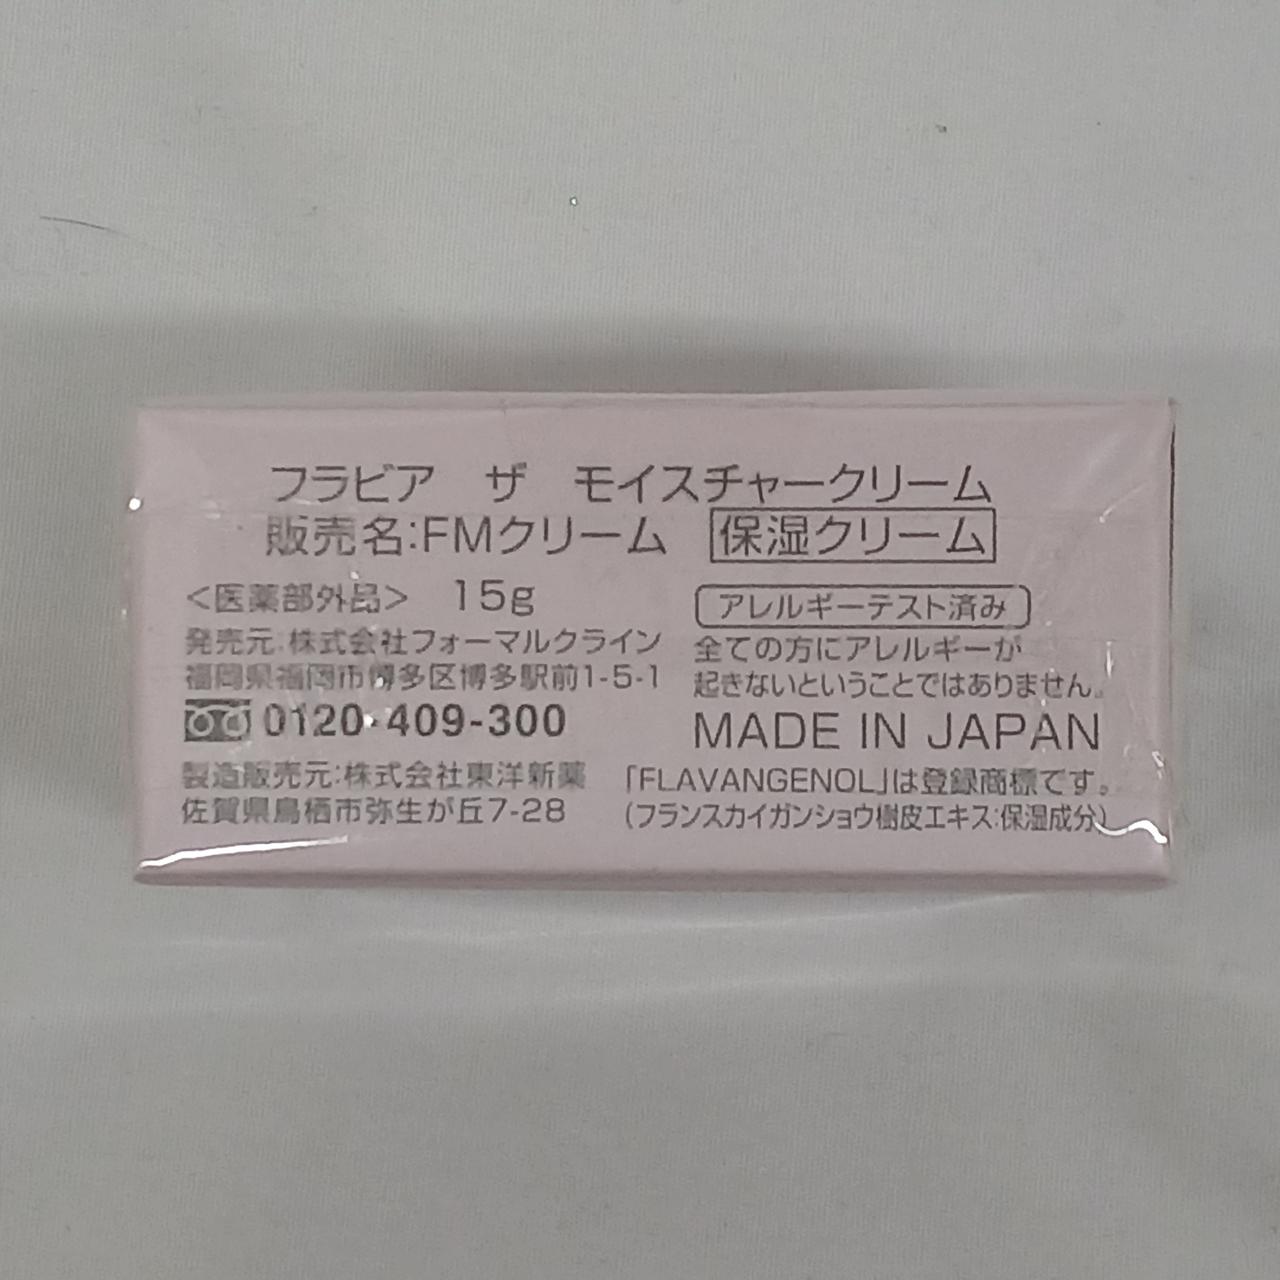 フラビア ザ モイスチャークリーム
販売名:FMクリーム 保湿クリーム
<医薬部外品> 15g
発売元:株式会社フォーマルクライン
福岡県福岡市博多区博多駅前1-5-1
0120-409-300
製造販売元:株式会社東洋新薬
佐賀県鳥栖市弥生が丘7-28
アレルギーテスト済み
全ての方にアレルギーが
起きないということではありません。
MADE IN JAPAN
「FLAVANGENOL」は登録商標です。
(フランスカイガンショウ樹皮エキス:保湿成分)